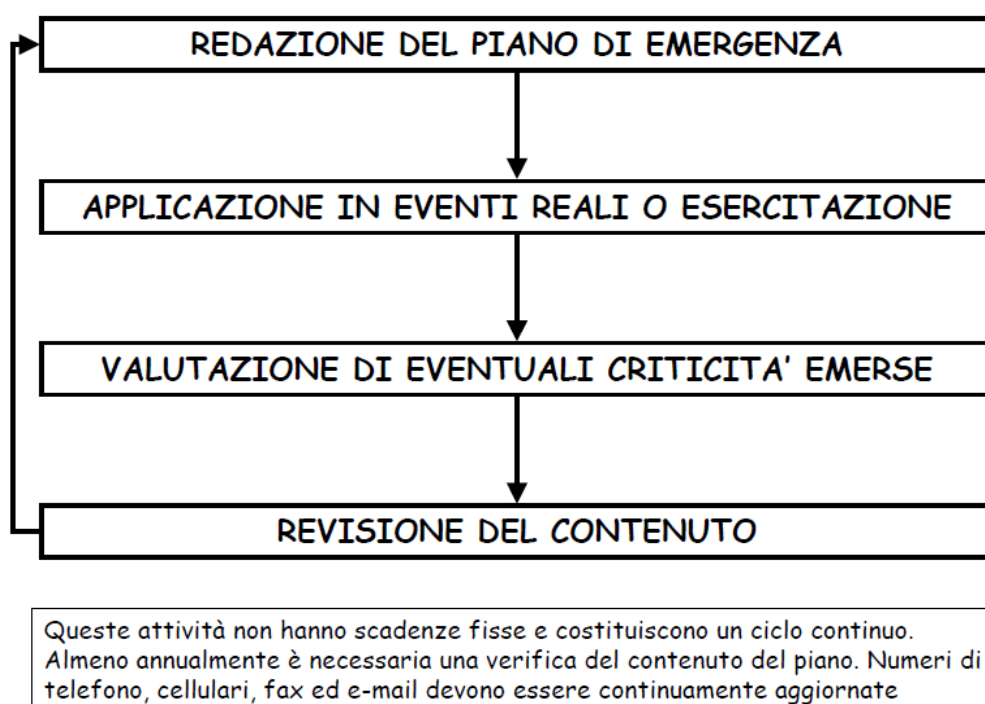 REDAZIONE DEL PIANO DI EMERGENZA
APPLICAZIONE IN EVENTI REALI O ESERCITAZIONE
VALUTAZIONE DI EVENTUALI CRITICITA' EMERSE
REVISIONE DEL CONTENUTO
Queste attività non hanno scadenze fisse e costituiscono un ciclo continuo.
Almeno annualmente è necessaria una verifica del contenuto del piano. Numeri di
telefono, cellulari, fax ed e-mail devono essere continuamente aggiornate